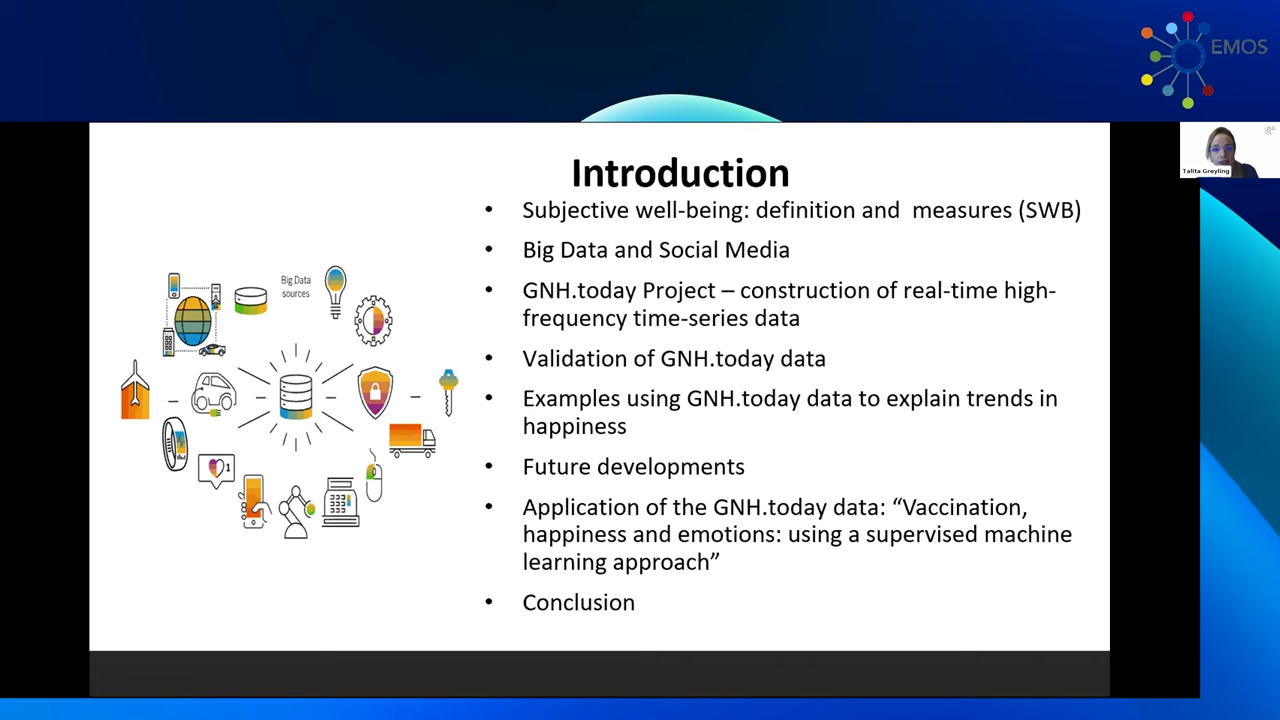 EMOS
Talita Greyling
Introduction
• Subjective well-being: definition and measures (SWB)
• Big Data and Social Media
• GNH.today Project – construction of real-time high-
frequency time-series data
• Validation of GNH.today data
• Examples using GNH.today data to explain trends in
happiness
• Future developments
• Application of the GNH.today data: “Vaccination,
happiness and emotions: using a supervised machine
learning approach”
• Conclusion
Big Data
sources
1